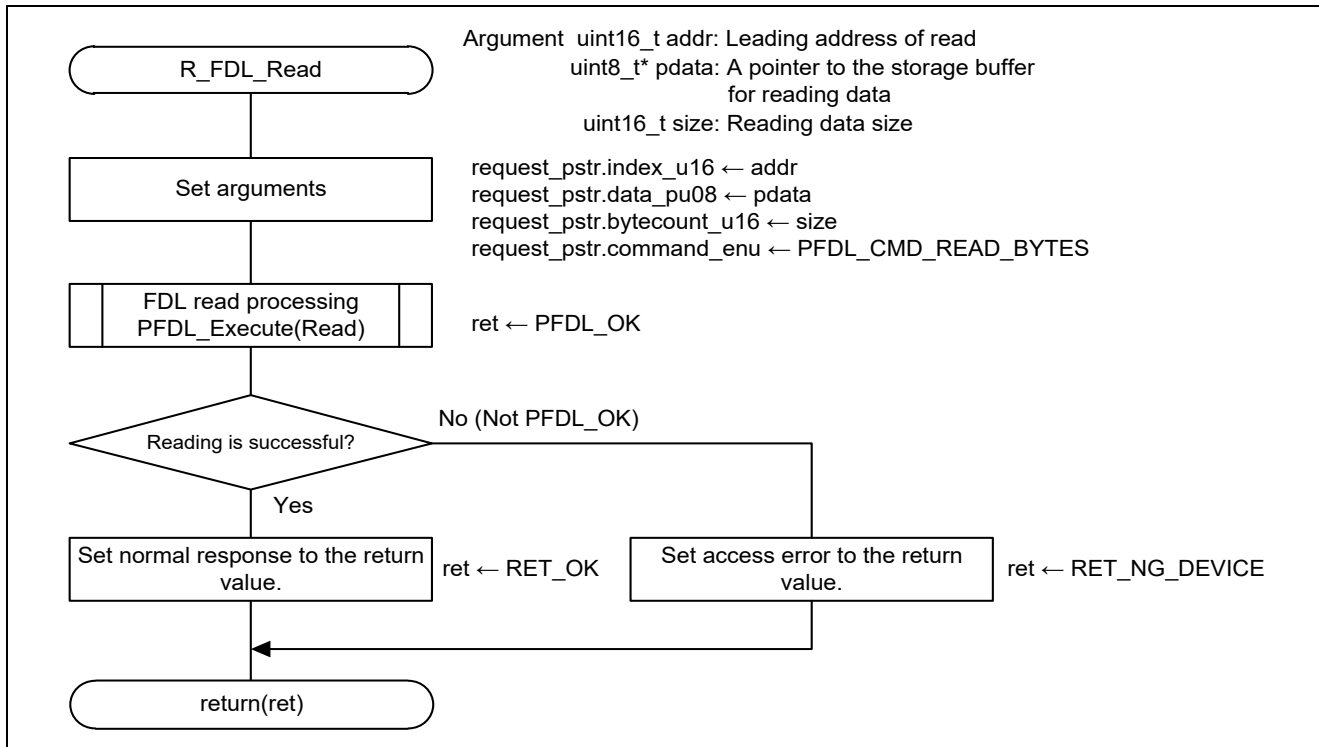 R_FDL_Read
Argument uint16_t addr: Leading address of read
uint8_t* pdata: A pointer to the storage buffer
for reading data
uint16_t size: Reading data size
Set arguments
request_pstr.index_u16 ← addr
request_pstr.data_pu08 ← pdata
request_pstr.bytecount_u16 ← size
request_pstr.command_enu ← PFDL_CMD_READ_BYTES
FDL read processing
PFDL_Execute(Read)
ret ← PFDL_OK
Reading is successful?
No (Not PFDL_OK)
Yes
Set normal response to the return
value.
ret ← RET_OK
Set access error to the return
value.
ret ← RET_NG_DEVICE
return(ret)